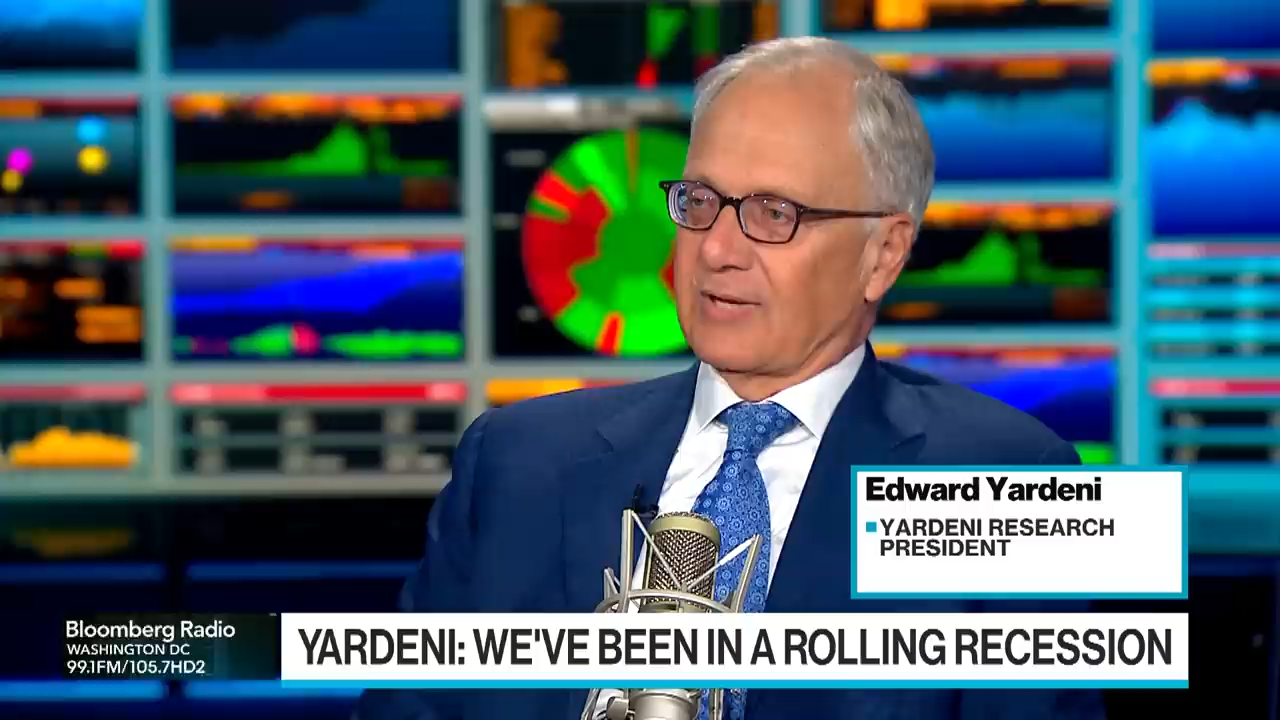 Edward Yardeni
YARDENI RESEARCH
PRESIDENT
Bloomberg Radio
WASHINGTON DC
99.1FM/105.7HD2
YARDENI: WE'VE BEEN IN A ROLLING RECESSION